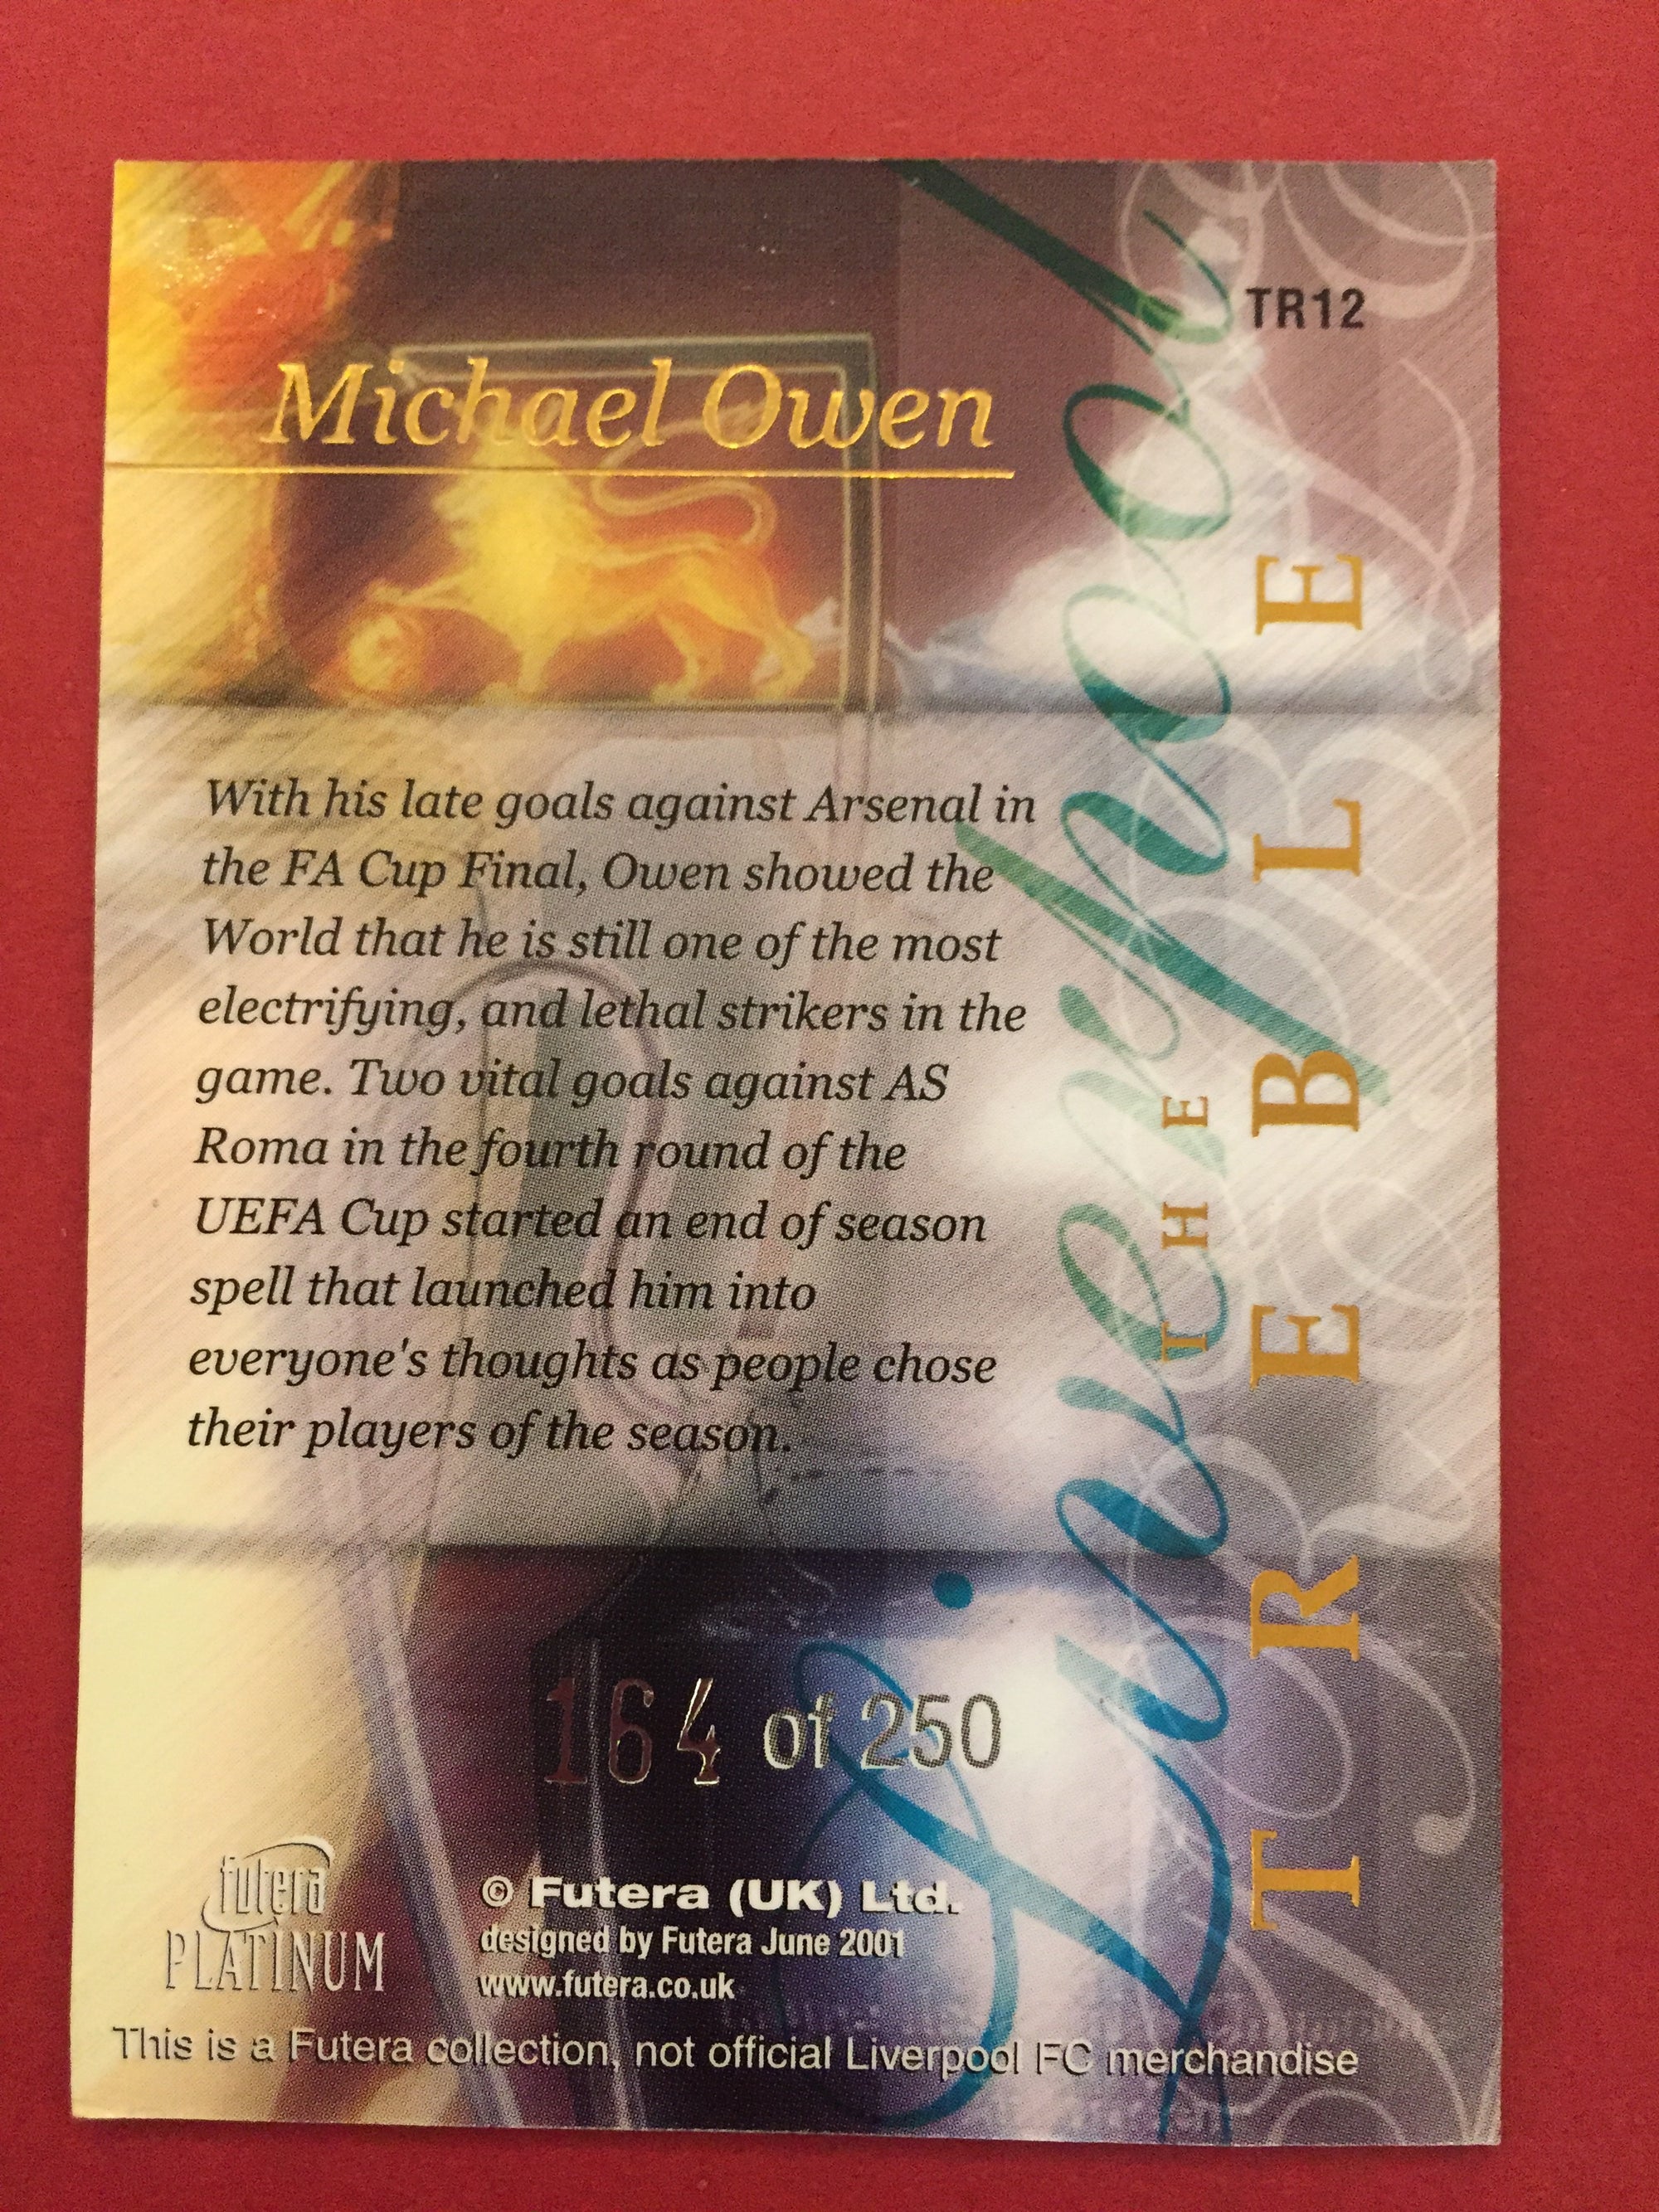 TR12
Michael Owen
With his late goals against Arsenal in
the FA Cup Final, Owen showed the
World that he is still one of the most
electrifying, and lethal strikers in the
game. Two vital goals against AS
Roma in the fourth round of the
UEFA Cup started an end of season
spell that launched him into
everyone's thoughts as people chose
their players of the season.
Liverpool
THE
TREBLE
164 of 250
futera
PLATINUM
© Futera (UK) Ltd.
designed by Futera June 2001
www.futera.co.uk
This is a Futera collection, not official Liverpool FC merchandise